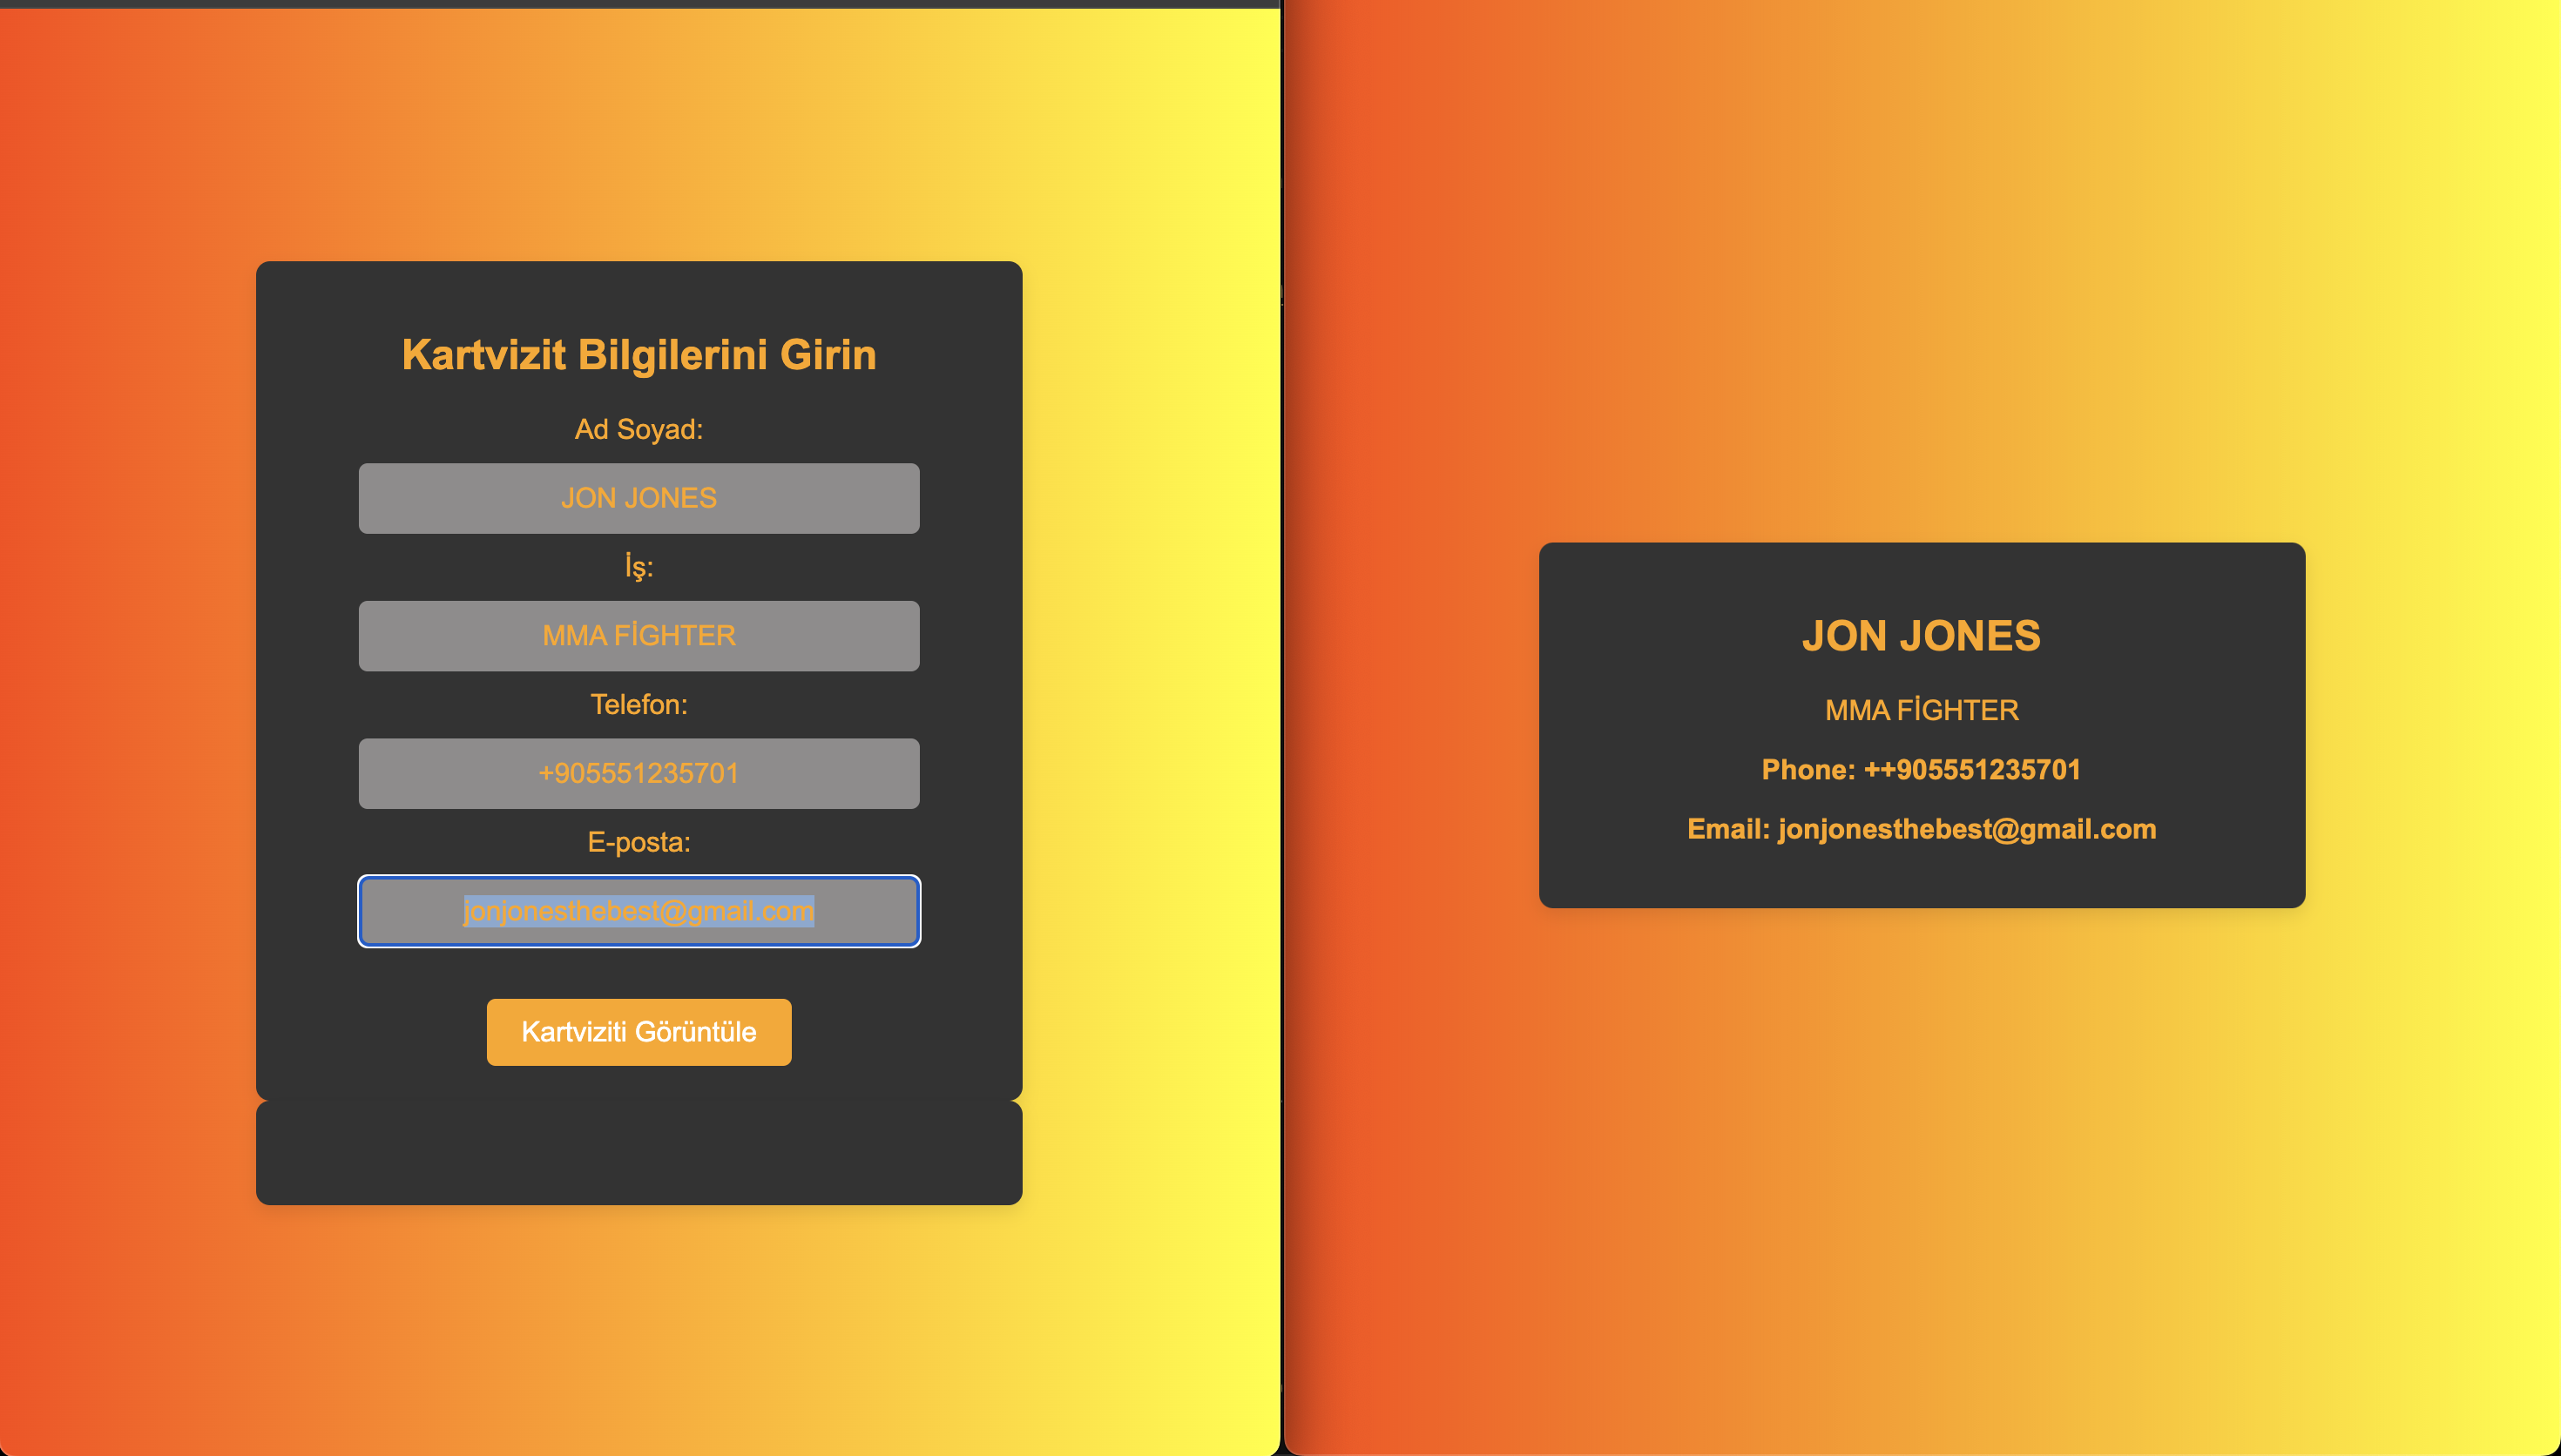 Kartvizit Bilgilerini Girin
Ad Soyad:
JON JONES
İş:
MMA FİGHTER
Telefon:
+905551235701
E-posta:
jonjonesthebest@gmail.com
Kartviziti Görüntüle
JON JONES
MMA FİGHTER
Phone: ++905551235701
Email: jonjonesthebest@gmail.com